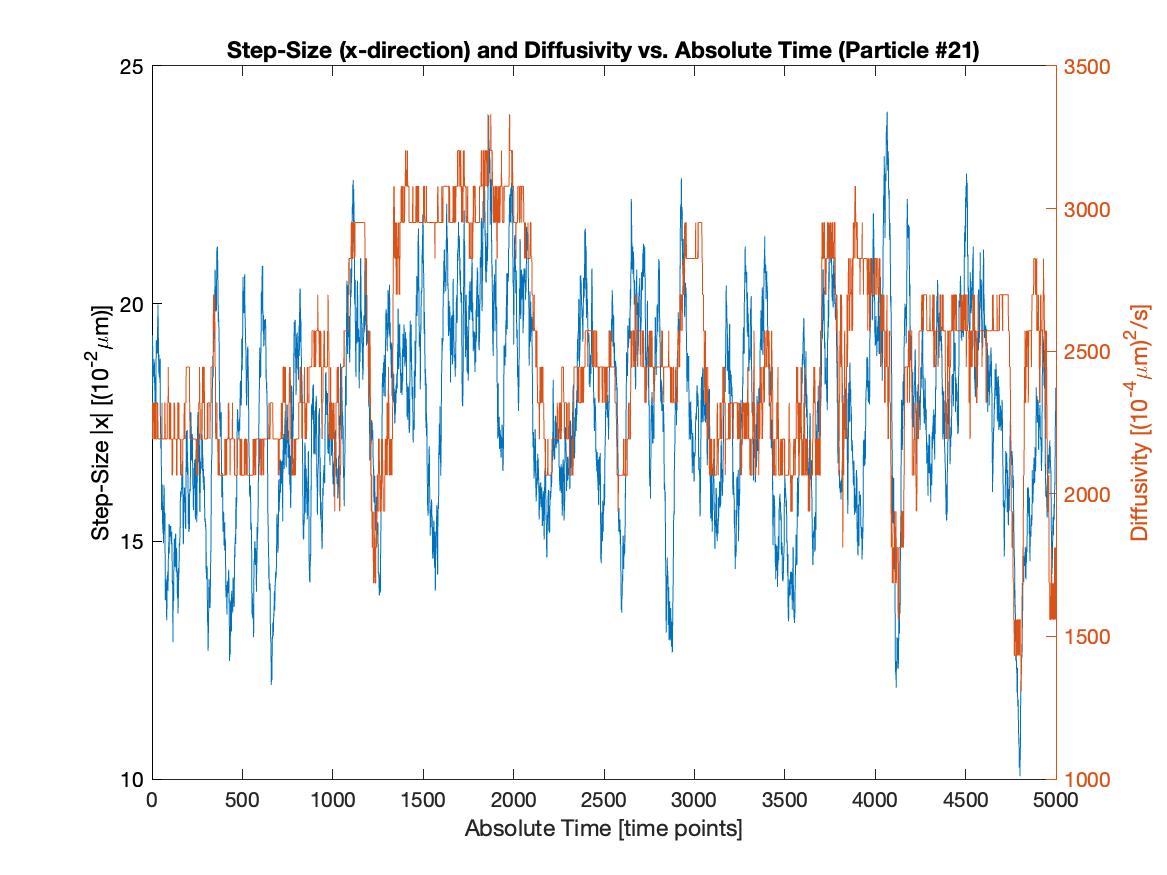 Step-Size (x-direction) and Diffusivity vs. Absolute Time (Particle #21)
25
20
15
10
Step-Size |x| [(10⁻² μm)]
3500
3000
2500
2000
1500
1000
Diffusivity [(10⁻⁴ μm)²/s]
0 500 1000 1500 2000 2500 3000 3500 4000 4500 5000
Absolute Time [time points]